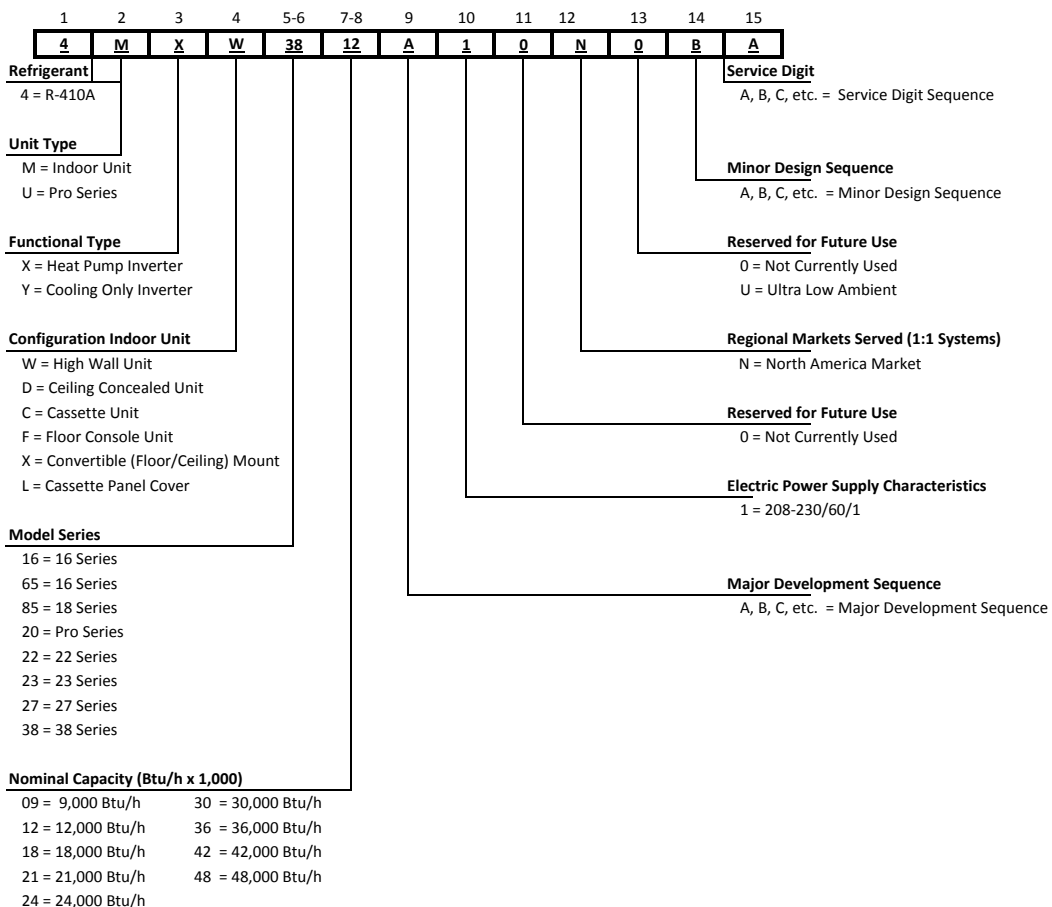 1 2 3 4 5-6 7-8 9 10 11 12 13 14 15
4 M X W 38 12 A 1 0 N 0 B A
Refrigerant
4 = R-410A
Unit Type
M = Indoor Unit
U = Pro Series
Functional Type
X = Heat Pump Inverter
Y = Cooling Only Inverter
Configuration Indoor Unit
W = High Wall Unit
D = Ceiling Concealed Unit
C = Cassette Unit
F = Floor Console Unit
X = Convertible (Floor/Ceiling) Mount
L = Cassette Panel Cover
Model Series
16 = 16 Series
65 = 16 Series
85 = 18 Series
20 = Pro Series
22 = 22 Series
23 = 23 Series
27 = 27 Series
38 = 38 Series
Nominal Capacity (Btu/h x 1,000)
09 = 9,000 Btu/h 30 = 30,000 Btu/h
12 = 12,000 Btu/h 36 = 36,000 Btu/h
18 = 18,000 Btu/h 42 = 42,000 Btu/h
21 = 21,000 Btu/h 48 = 48,000 Btu/h
24 = 24,000 Btu/h
Service Digit
A, B, C, etc. = Service Digit Sequence
Minor Design Sequence
A, B, C, etc. = Minor Design Sequence
Reserved for Future Use
0 = Not Currently Used
U = Ultra Low Ambient
Regional Markets Served (1:1 Systems)
N = North America Market
Reserved for Future Use
0 = Not Currently Used
Electric Power Supply Characteristics
1 = 208-230/60/1
Major Development Sequence
A, B, C, etc. = Major Development Sequence